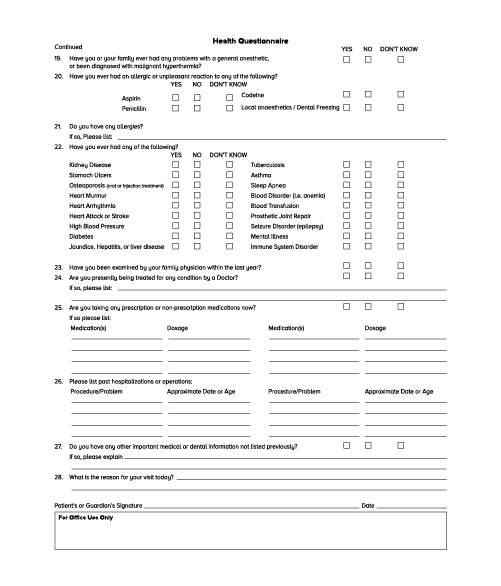 Health Questionnaire
Continued
YES NO DON'T KNOW
19. Have you or your family ever had any problems with a general anesthetic,
or been diagnosed with malignant hyperthermia?
20. Have you ever had an allergic or unpleasant reaction to any of the following?
YES NO DON'T KNOW
Aspirin Codeine
Penicillin Local anaesthetics / Dental Freezing
21. Do you have any allergies?
If so, Please list:
22. Have you ever had any of the following?
YES NO DON'T KNOW
Kidney Disease Tuberculosis
Stomach Ulcers Asthma
Osteoporosis (oral or injection treatment) Sleep Apnea
Heart Murmur Blood Disorder (i.e. anemia)
Heart Arrhythmia Blood Transfusion
Heart Attack or Stroke Prosthetic Joint Repair
High Blood Pressure Seizure Disorder (epilepsy)
Diabetes Mental Illness
Jaundice, Hepatitis, or liver disease Immune System Disorder
23. Have you been examined by your family physician within the last year?
24. Are you presently being treated for any condition by a Doctor?
If so, please list:
25. Are you taking any prescription or non-prescription medications now?
If so please list:
Medication(s) Dosage Medication(s) Dosage
26. Please list past hospitalizations or operations:
Procedure/Problem Approximate Date or Age Procedure/Problem Approximate Date or Age
27. Do you have any other important medical or dental information not listed previously?
If so, please explain
28. What is the reason for your visit today?
Patient's or Guardian's Signature Date
For Office Use Only